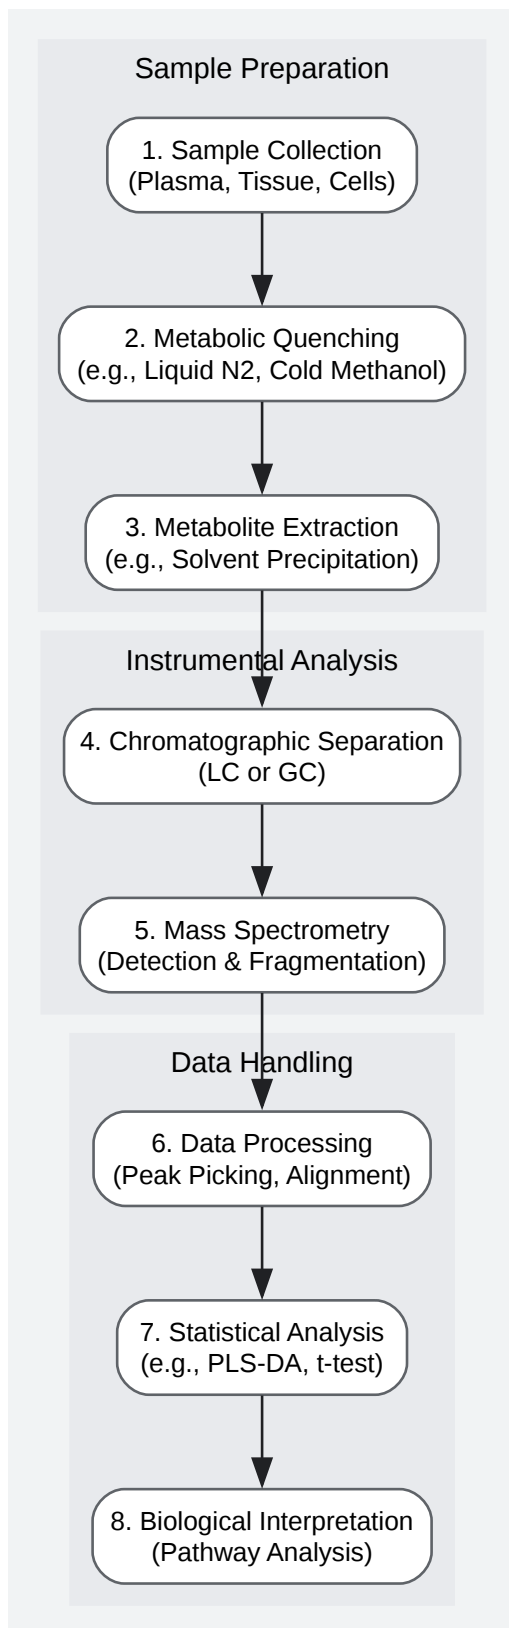 Sample Preparation
1. Sample Collection
(Plasma, Tissue, Cells)
2. Metabolic Quenching
(e.g., Liquid N2, Cold Methanol)
3. Metabolite Extraction
(e.g., Solvent Precipitation)
Instrumental Analysis
4. Chromatographic Separation
(LC or GC)
5. Mass Spectrometry
(Detection & Fragmentation)
Data Handling
6. Data Processing
(Peak Picking, Alignment)
7. Statistical Analysis
(e.g., PLS-DA, t-test)
8. Biological Interpretation
(Pathway Analysis)